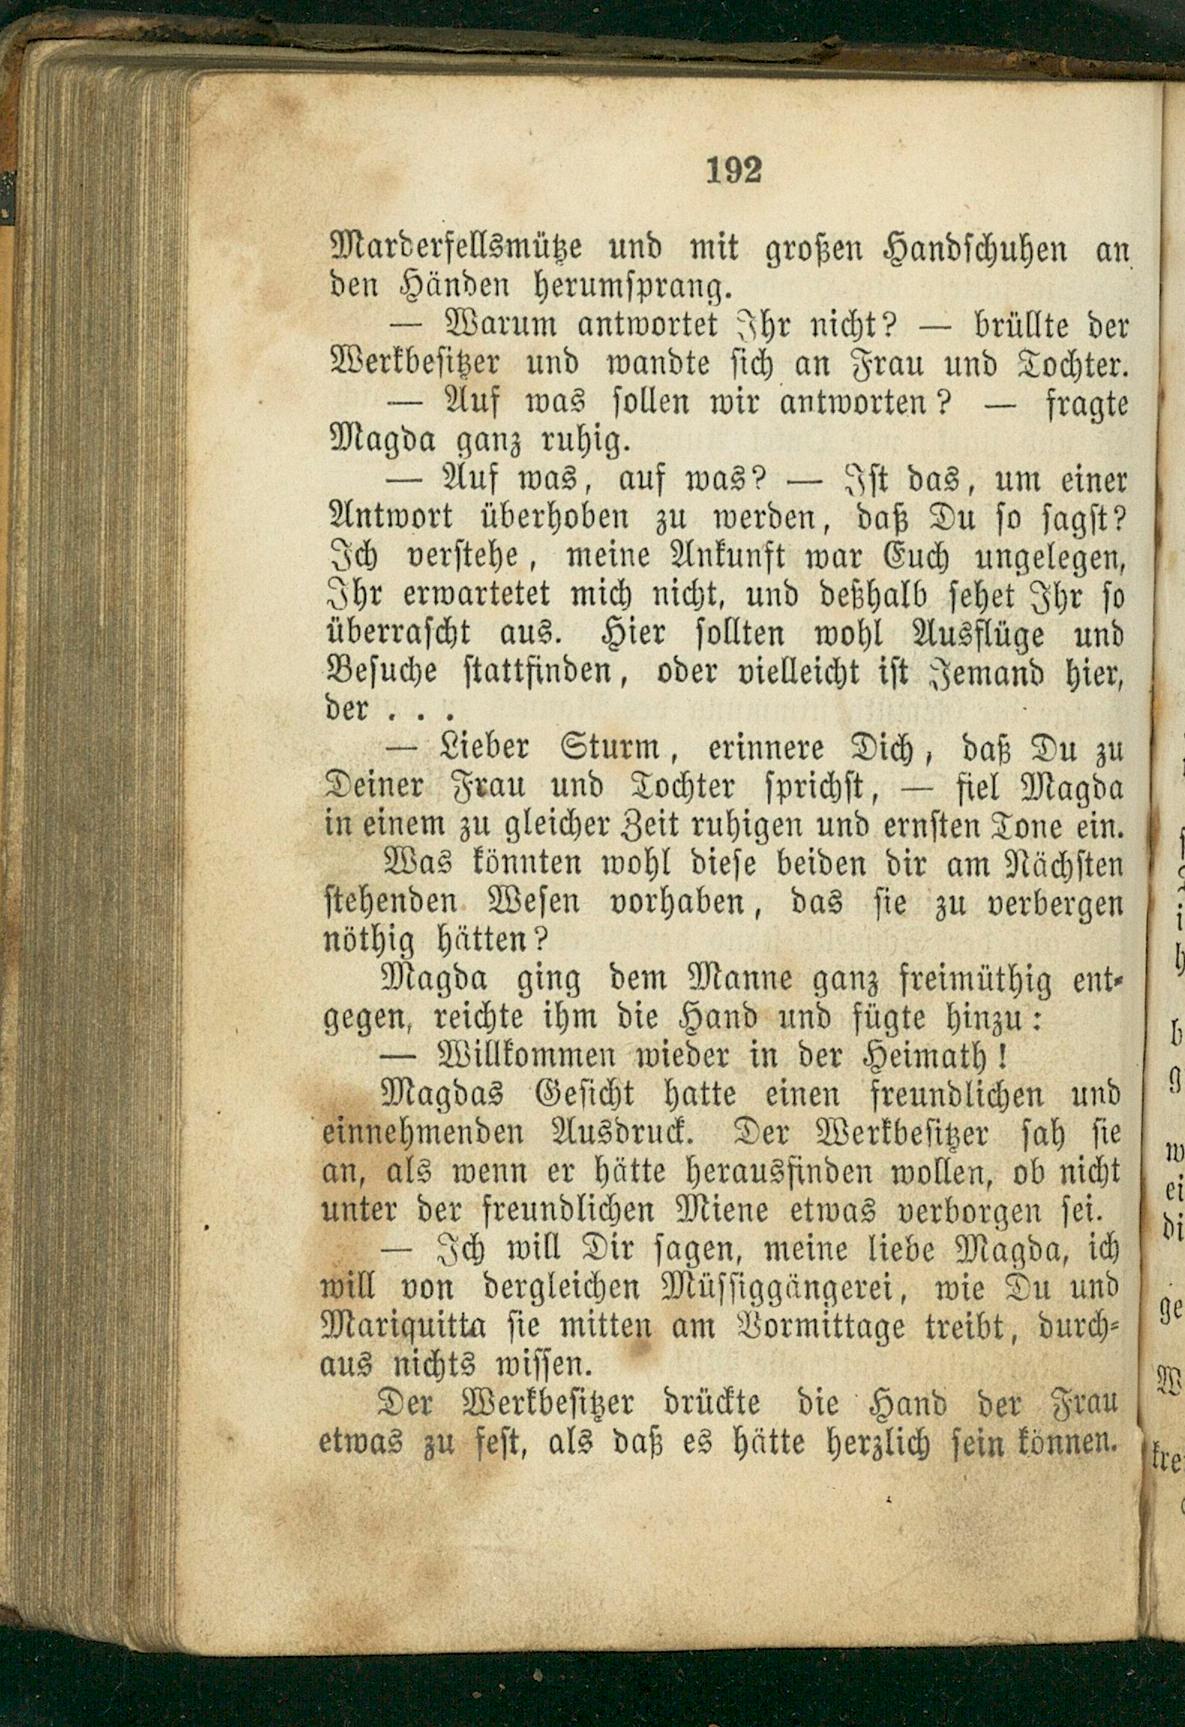 192
Marderfellsmütze und mit großen Handschuhen an
den Händen herumsprang.
— Warum antwortet Ihr nicht? — brüllte der
Werkbesitzer und wandte sich an Frau und Tochter.
— Auf was sollen wir antworten? — fragte
Magda ganz ruhig.
— Auf was, auf was? — Ist das, um einer
Antwort überhoben zu werden, daß Du so sagst?
Ich verstehe, meine Ankunft war Euch ungelegen,
Ihr erwartetet mich nicht, und deßhalb sehet Ihr so
überrascht aus. Hier sollten wohl Ausflüge und
Besuche stattfinden, oder vielleicht ist Jemand hier,
der . . .
— Lieber Sturm, erinnere Dich, daß Du zu
Deiner Frau und Tochter sprichst, — fiel Magda
in einem zu gleicher Zeit ruhigen und ernsten Tone ein.
Was könnten wohl diese beiden dir am Nächsten
stehenden Wesen vorhaben, das sie zu verbergen
nöthig hätten?
Magda ging dem Manne ganz freimüthig ent-
gegen, reichte ihm die Hand und fügte hinzu:
— Willkommen wieder in der Heimath!
Magdas Gesicht hatte einen freundlichen und
einnehmenden Ausdruck. Der Werkbesitzer sah sie
an, als wenn er hätte herausfinden wollen, ob nicht
unter der freundlichen Miene etwas verborgen sei.
— Ich will Dir sagen, meine liebe Magda, ich
will von dergleichen Müssiggängerei, wie Du und
Mariquitta sie mitten am Vormittage treibt, durch-
aus nichts wissen.
Der Werkbesitzer drückte die Hand der Frau
etwas zu fest, als daß es hätte herzlich sein können.